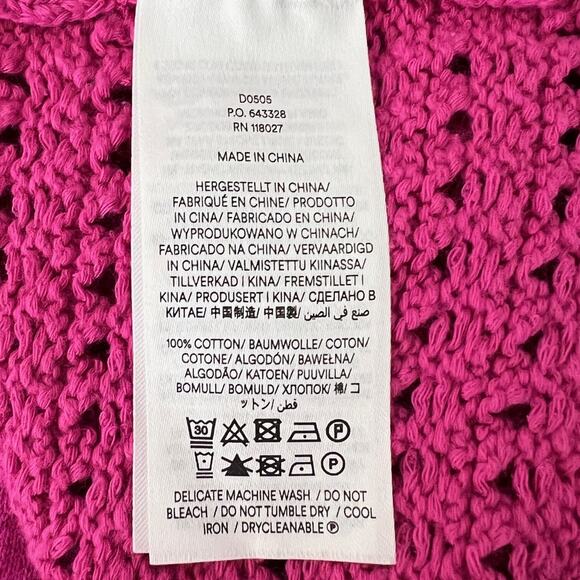 D0505
P.O. 643328
RN 118027
MADE IN CHINA
HERGESTELLT IN CHINA/
FABRIQUÉ EN CHINE/ PRODOTTO
IN CINA/ FABRICADO EN CHINA/
WYPRODUKOWANO W CHINACH/
FABRICADO NA CHINA/ VERVAARDIGD
IN CHINA/ VALMISTETTU KIINASSA/
TILLVERKAD I KINA/ FREMSTILLET I
KINA/ PRODUSERT I KINA/ СДЕЛАНО В
КИТАЕ/ 中国制造/ 中国製/ صنع في الصين
100% COTTON/ BAUMWOLLE/ COTON/
COTONE/ ALGODÓN/ BAWEŁNA/
ALGODÃO/ KATOEN/ PUUVILLA/
BOMULL/ BOMULD/ ХЛОПОК/ 棉/ コ
ットン/ قطن/
30 P
P
DELICATE MACHINE WASH / DO NOT
BLEACH / DO NOT TUMBLE DRY / COOL
IRON / DRYCLEANABLE Ⓟ